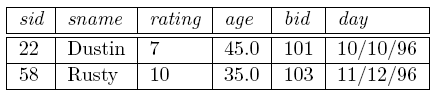 sid sname rating age bid day
22 Dustin 7 45.0 101 10/10/96
58 Rusty 10 35.0 103 11/12/96